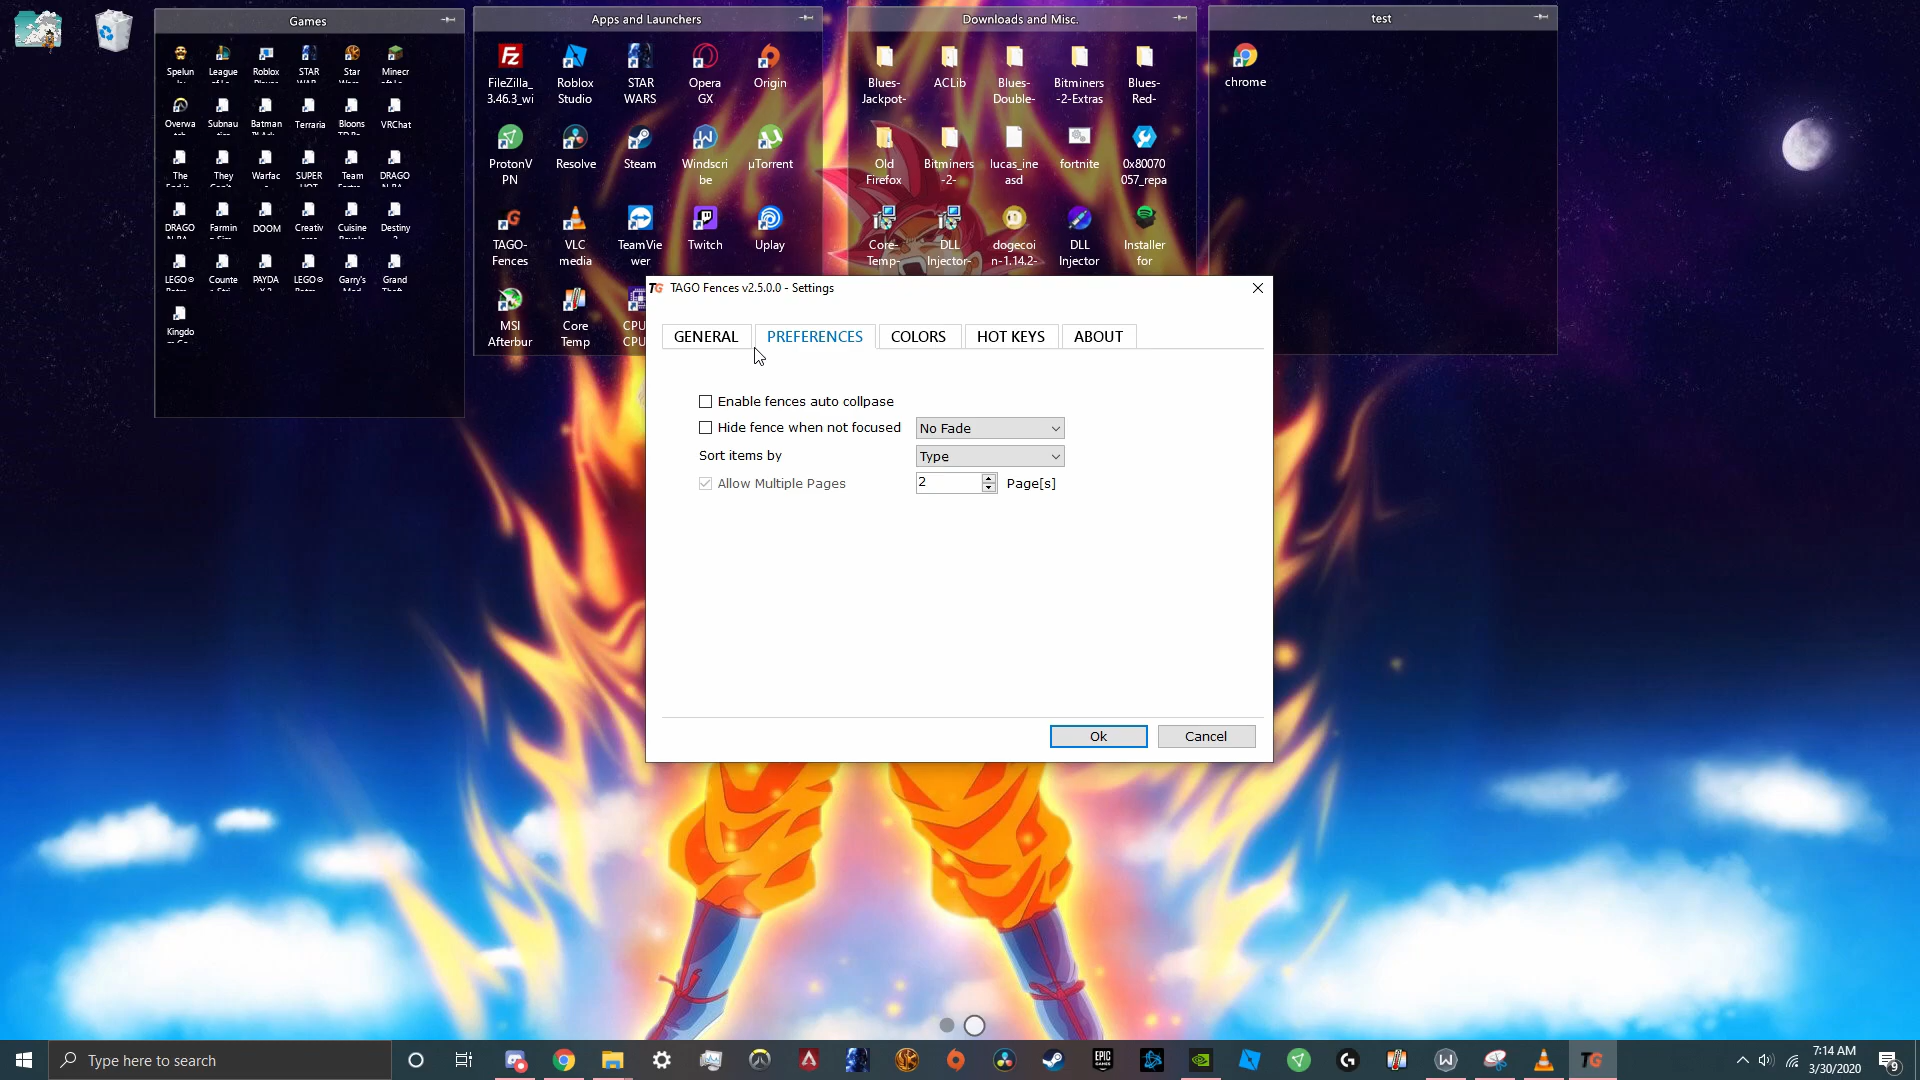 Games
Spelun
League
Roblox
STAR
Star
Minecr
Overwa
Subnau
Batman
Terraria
Bloons
VRChat
The
They
Warfac
SUPER
Team
DRAGO
DRAGO
Farmin
DOOM
Creativ
Cuisine
Destiny
LEGO®
Counte
PAYDA
LEGO®
Garry's
Grand
Kingdo
Apps and Launchers
FileZilla_
3.46.3_wi
Roblox
Studio
STAR
WARS
Opera
GX
Origin
ProtonV
PN
Resolve
Steam
Windscri
be
µTorrent
TAGO-
Fences
VLC
media
TeamVie
wer
Twitch
Uplay
MSI
Afterbur
Core
Temp
Downloads and Misc.
Blues-
Jackpot-
ACLib
Blues-
Double-
Bitminers
-2-Extras
Blues-
Red-
Old
Firefox
Bitminers
-2-
lucas_ine
asd
fortnite
0x80070
057_repa
Core-
Temp-
DLL
Injector-
dogecoi
n-1.14.2-
DLL
Injector
Installer
for
test
chrome
TG TAGO Fences v2.5.0.0 - Settings
GENERAL PREFERENCES COLORS HOT KEYS ABOUT
Enable fences auto collpase
Hide fence when not focused No Fade
Sort items by Type
Allow Multiple Pages 2 Page[s]
Ok Cancel
Type here to search
EPIC
GAMES
TG
7:14 AM
3/30/2020
9